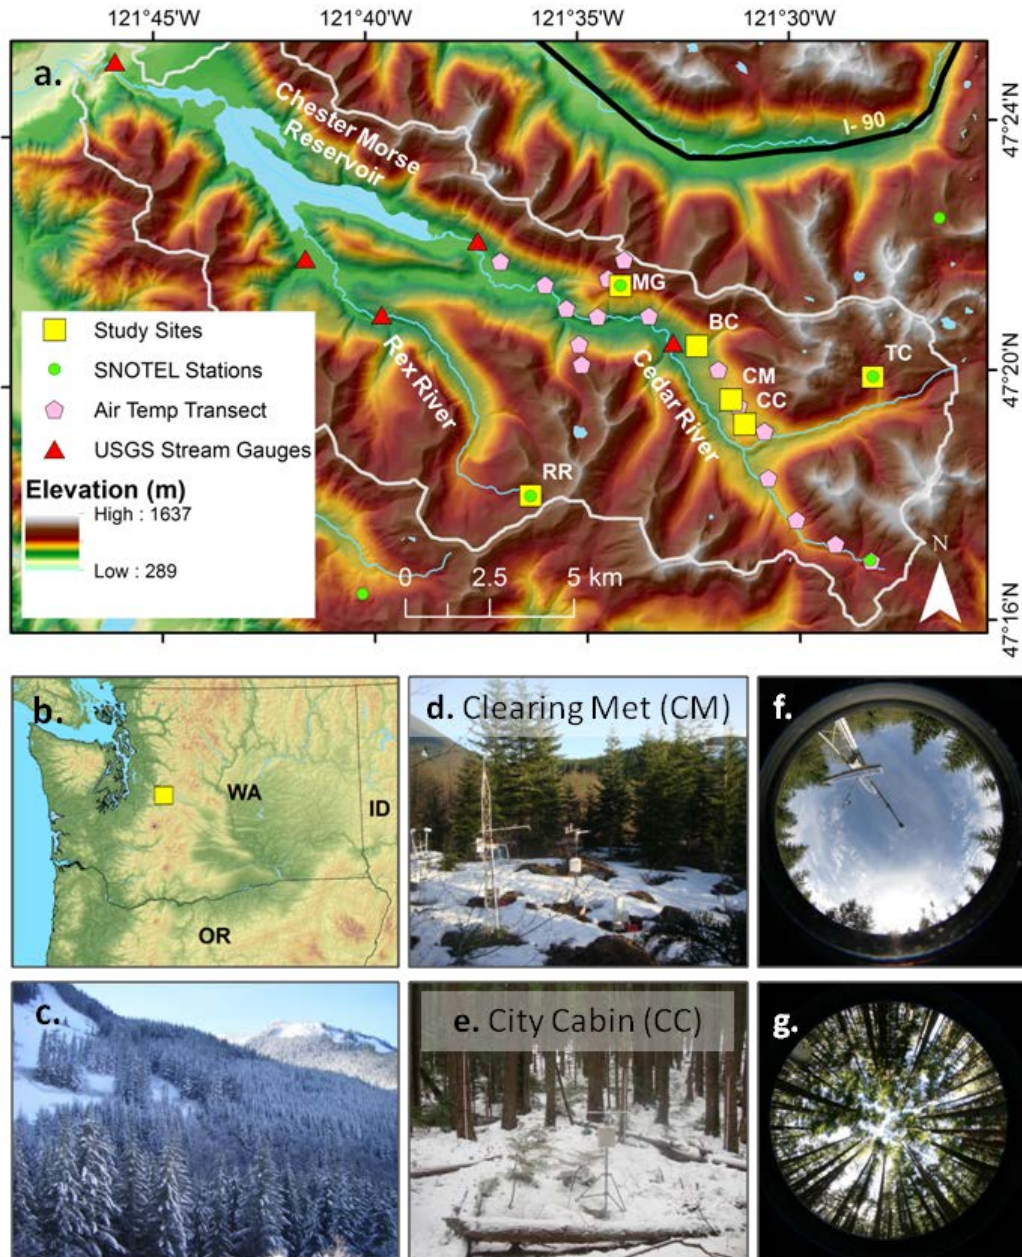 121°45'W
121°40'W
121°35'W
121°30'W
a.
Chester Morse
Reservoir
I-90
47°24'N
MG
BC
TC
CM
CC
47°20'N
Rex River
Cedar River
RR
Study Sites
SNOTEL Stations
Air Temp Transect
USGS Stream Gauges
Elevation (m)
High : 1637
Low : 289
0 2.5 5 km
N
47°16'N
b.
WA
ID
OR
d. Clearing Met (CM)
f.
c.
e. City Cabin (CC)
g.